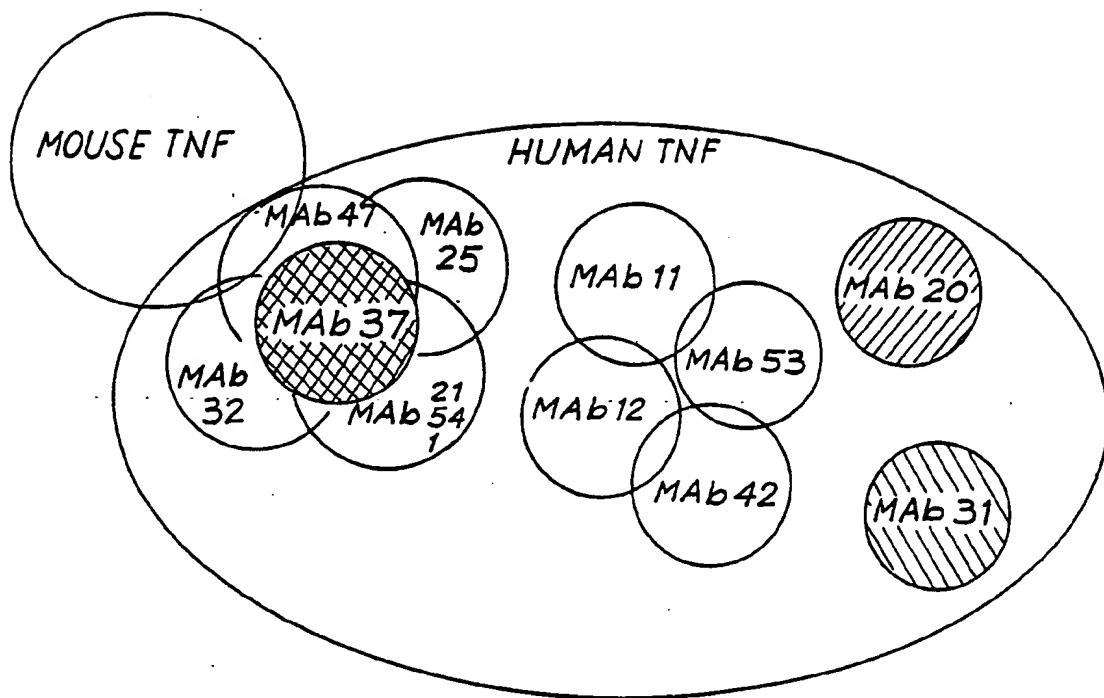 MOUSE TNF
HUMAN TNF
MAb 47
MAb
25
MAb 37
MAb
32
MAb 21
54
1
MAb 11
MAb 53
MAb 12
MAb 42
MAb 20
MAb 31